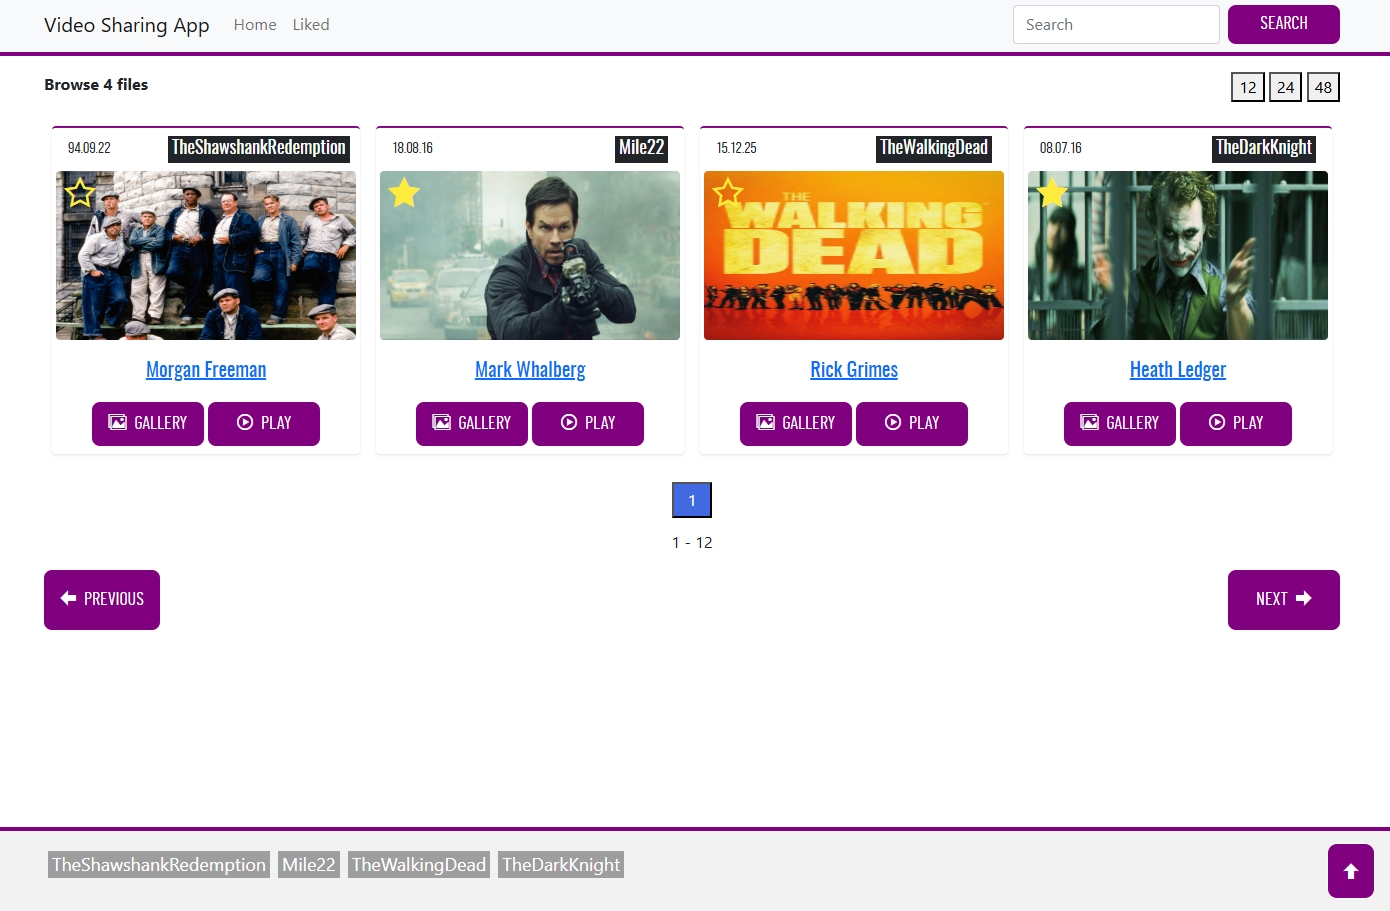 Video Sharing App Home Liked Search SEARCH
Browse 4 files 12 24 48
94.09.22 TheShawshankRedemption
18.08.16 Mile22
15.12.25 TheWalkingDead
08.07.16 TheDarkKnight
THE
WALKING
DEAD
Morgan Freeman
Mark Whalberg
Rick Grimes
Heath Ledger
GALLERY PLAY
GALLERY PLAY
GALLERY PLAY
GALLERY PLAY
1
1 - 12
PREVIOUS NEXT
TheShawshankRedemption Mile22 TheWalkingDead TheDarkKnight